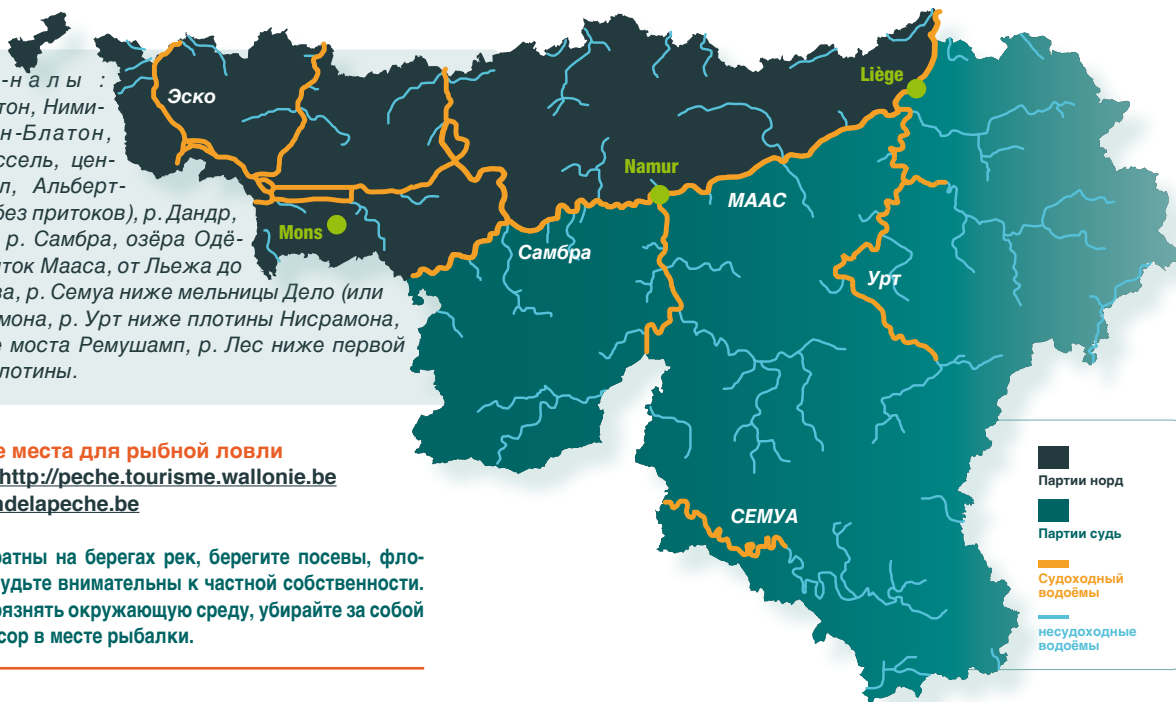 -налы :
тон, Ними-
н-Блатон,
ссель, цен-
л, Альберт-
без притоков), р. Дандр,
р. Самбра, озёра Одё-
ток Мааса, от Льежа до
ва, р. Семуа ниже мельницы Дело (или
мона, р. Урт ниже плотины Нисрамона,
е моста Ремушамп, р. Лес ниже первой
плотины.
е места для рыбной ловли
http://peche.tourisme.wallonie.be
ndelapeche.be
ратны на берегах рек, берегите посевы, фло-
удьте внимательны к частной собственности.
рязнять окружающую среду, убирайте за собой
сор в месте рыбалки.
Эско
Liège
Namur
МААС
Mons
Самбра
Урт
СЕМУА
Партии норд
Партии судь
Судоходный
водоёмы
несудоходные
водоёмы